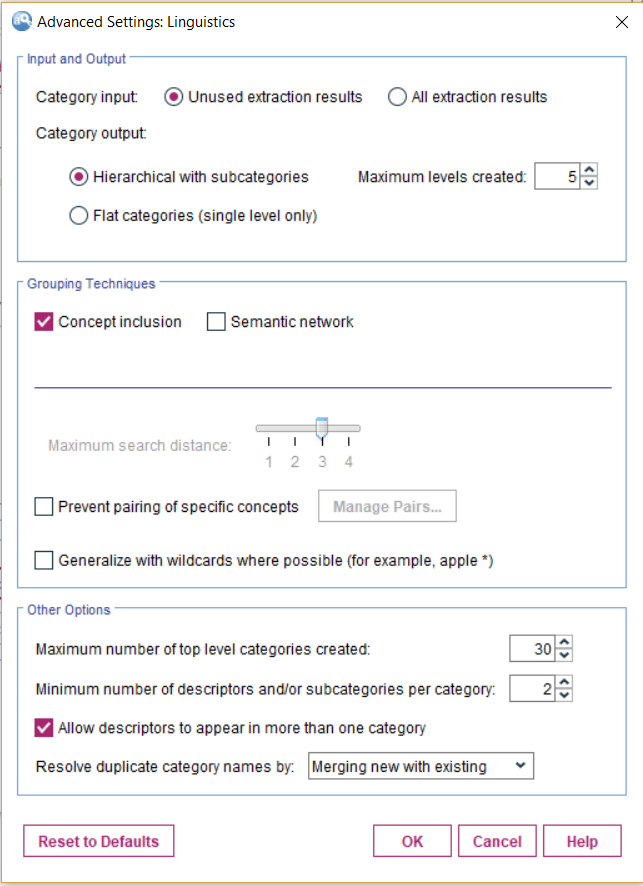 Advanced Settings: Linguistics
Input and Output
Category input: Unused extraction results All extraction results
Category output:
Hierarchical with subcategories Maximum levels created: 5
Flat categories (single level only)
Grouping Techniques
Concept inclusion Semantic network
Maximum search distance:
1 2 3 4
Prevent pairing of specific concepts Manage Pairs...
Generalize with wildcards where possible (for example, apple *)
Other Options
Maximum number of top level categories created: 30
Minimum number of descriptors and/or subcategories per category: 2
Allow descriptors to appear in more than one category
Resolve duplicate category names by: Merging new with existing
Reset to Defaults OK Cancel Help